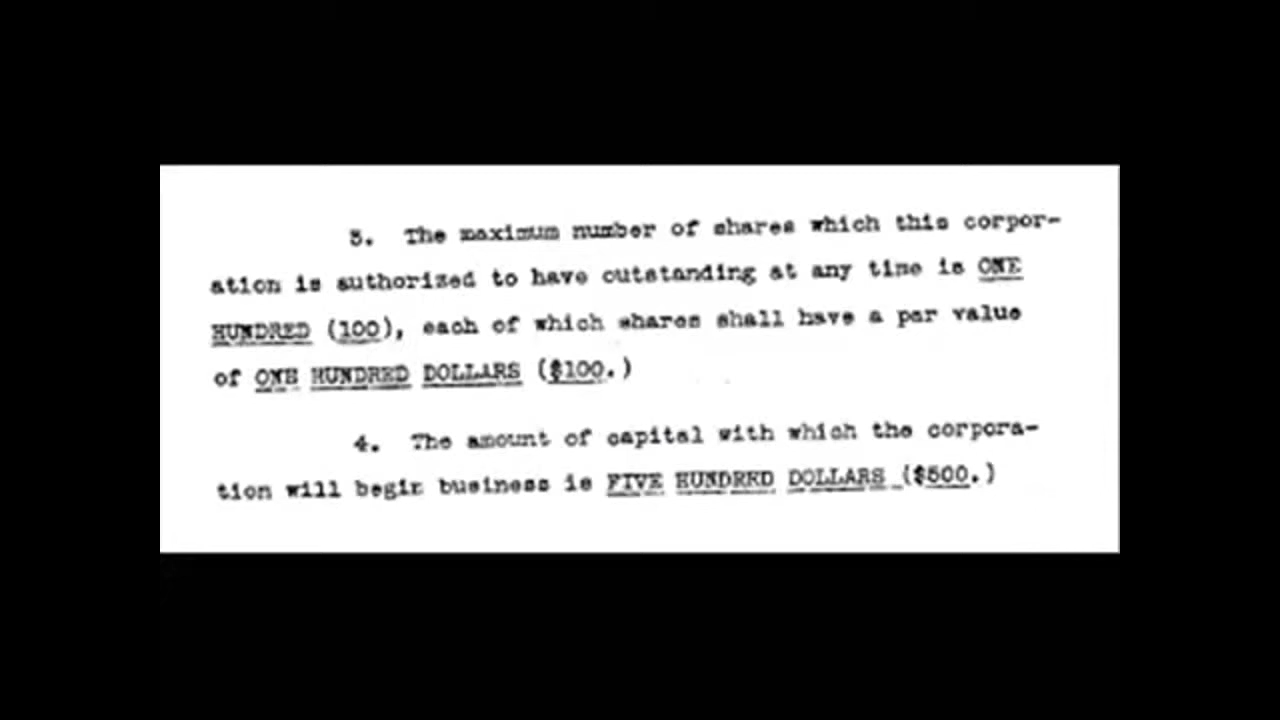 3. The maximum number of shares which this corpor-
ation is authorized to have outstanding at any time is ONE
HUNDRED (100), each of which shares shall have a par value
of ONE HUNDRED DOLLARS ($100.)
4. The amount of capital with which the corpora-
tion will begin business is FIVE HUNDRED DOLLARS ($500.)